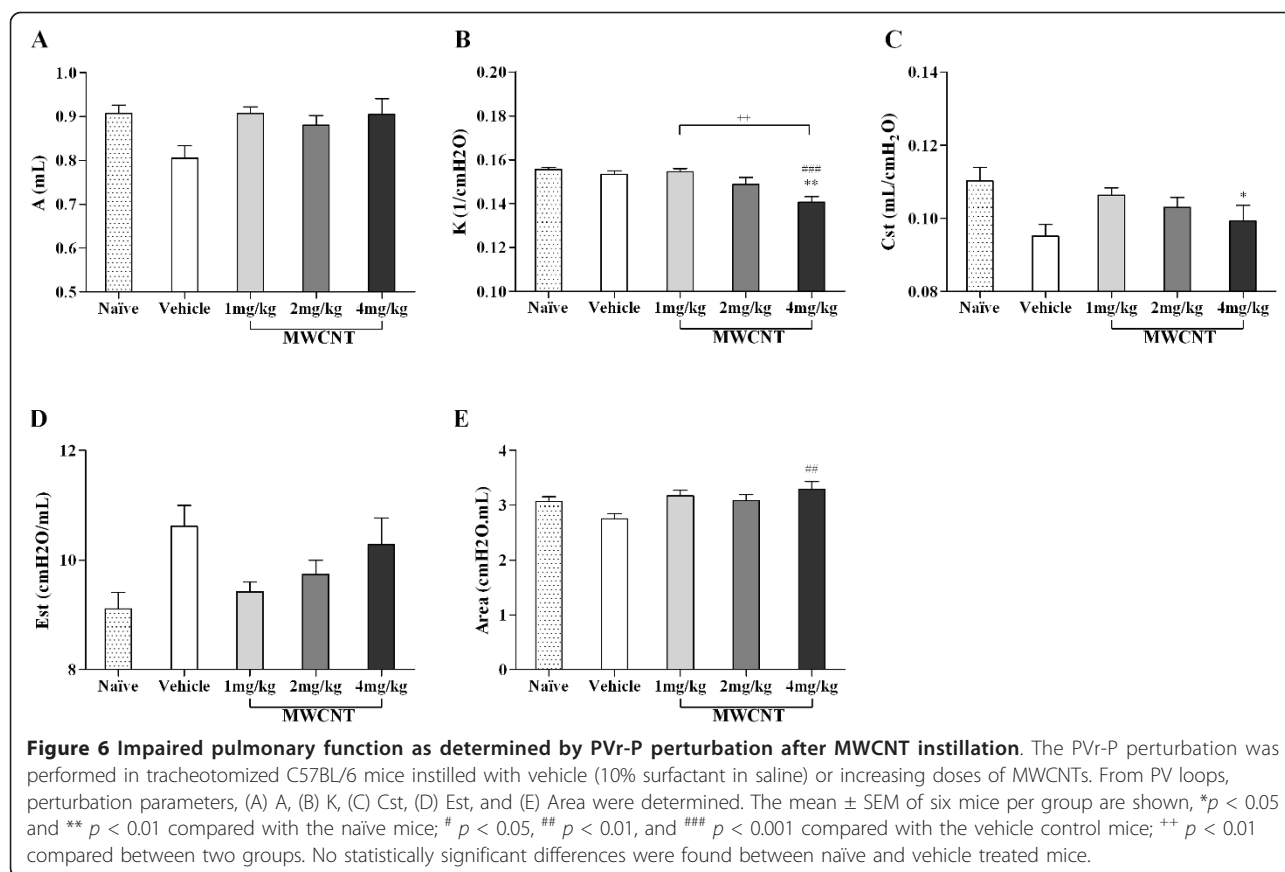 A
B
C
A (mL)
1.0
0.9
0.8
0.7
0.6
0.5
Naïve Vehicle 1mg/kg 2mg/kg 4mg/kg
MWCNT
K (1/cmH2O)
0.20
0.18
0.16
0.14
0.12
0.10
++
###
**
Naïve Vehicle 1mg/kg 2mg/kg 4mg/kg
MWCNT
Cst (mL/cmH₂O)
0.14
0.12
0.10
0.08
*
Naïve Vehicle 1mg/kg 2mg/kg 4mg/kg
MWCNT
D
E
Est (cmH2O/mL)
12
10
8
Naïve Vehicle 1mg/kg 2mg/kg 4mg/kg
MWCNT
Area (cmH2O.mL)
4
3
2
1
0
##
Naïve Vehicle 1mg/kg 2mg/kg 4mg/kg
MWCNT
Figure 6 Impaired pulmonary function as determined by PVr-P perturbation after MWCNT instillation. The PVr-P perturbation was
performed in tracheotomized C57BL/6 mice instilled with vehicle (10% surfactant in saline) or increasing doses of MWCNTs. From PV loops,
perturbation parameters, (A) A, (B) K, (C) Cst, (D) Est, and (E) Area were determined. The mean ± SEM of six mice per group are shown, *p < 0.05
and ** p < 0.01 compared with the naïve mice; # p < 0.05, ## p < 0.01, and ### p < 0.001 compared with the vehicle control mice; ++ p < 0.01
compared between two groups. No statistically significant differences were found between naïve and vehicle treated mice.